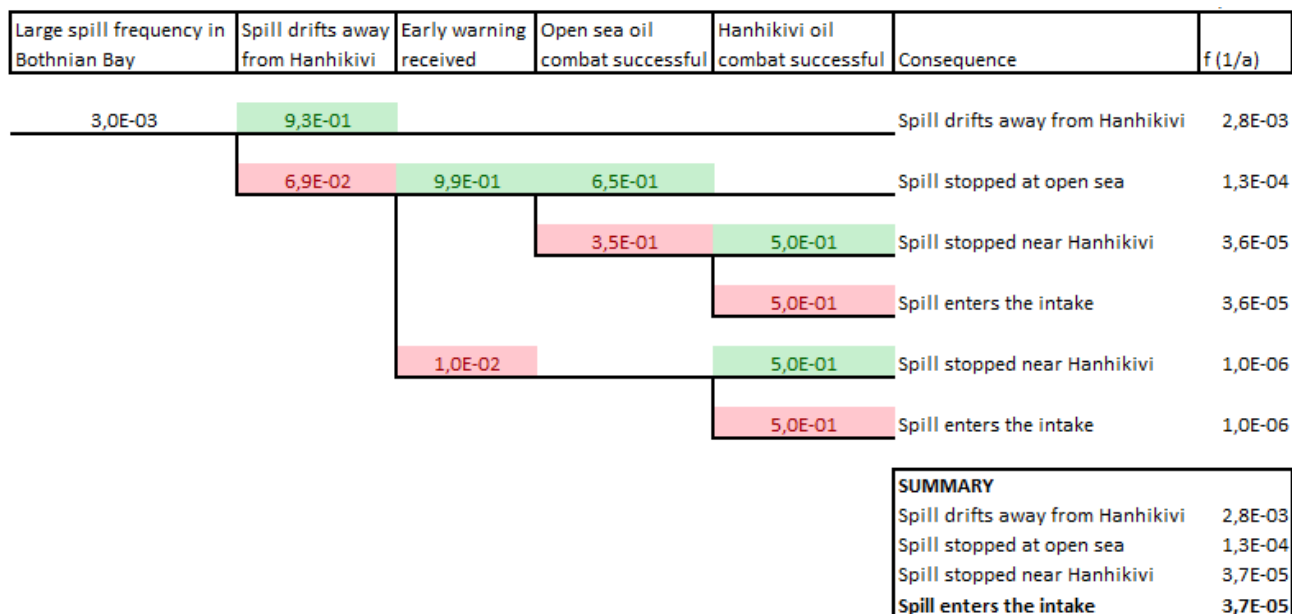 Large spill frequency in Bothnian Bay
Spill drifts away from Hanhikivi
Early warning received
Open sea oil combat successful
Hanhikivi oil combat successful
Consequence
f (1/a)
3,0E-03 9,3E-01 Spill drifts away from Hanhikivi 2,8E-03
6,9E-02 9,9E-01 6,5E-01 Spill stopped at open sea 1,3E-04
3,5E-01 5,0E-01 Spill stopped near Hanhikivi 3,6E-05
5,0E-01 Spill enters the intake 3,6E-05
1,0E-02 5,0E-01 Spill stopped near Hanhikivi 1,0E-06
5,0E-01 Spill enters the intake 1,0E-06
SUMMARY
Spill drifts away from Hanhikivi 2,8E-03
Spill stopped at open sea 1,3E-04
Spill stopped near Hanhikivi 3,7E-05
Spill enters the intake 3,7E-05